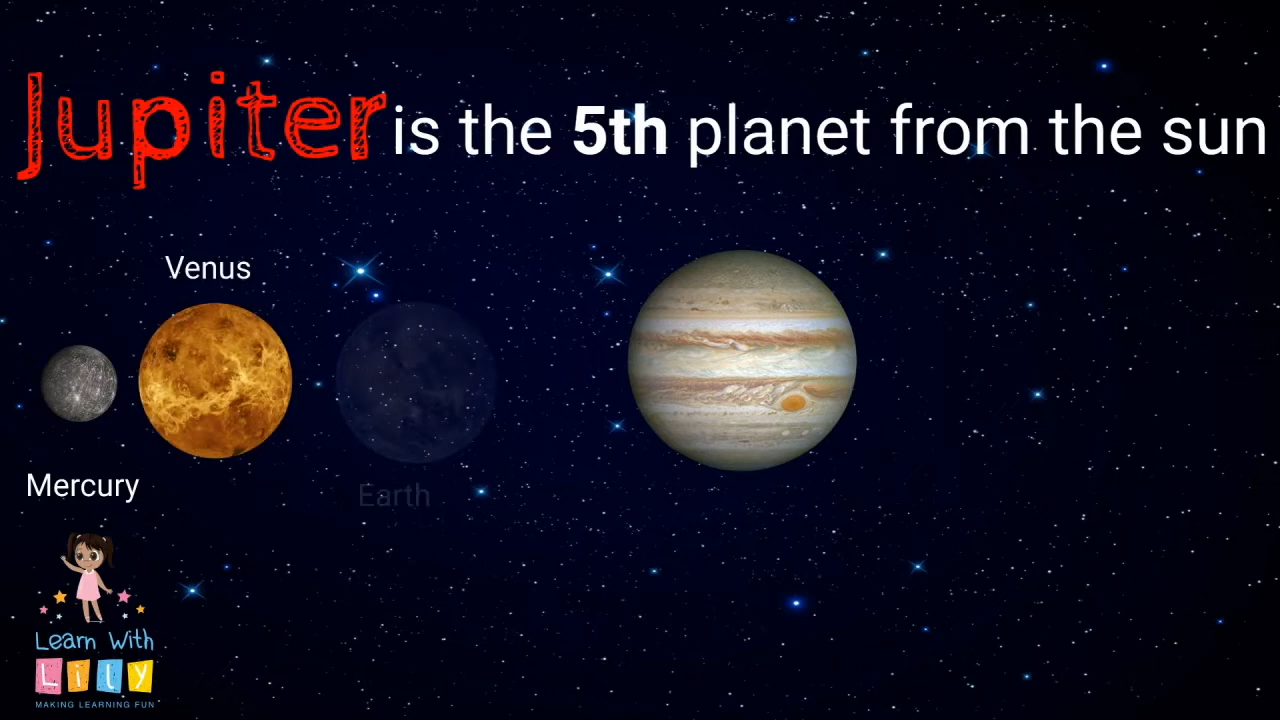 Jupiter is the 5th planet from the sun
Venus
Mercury
Earth
Learn With
Lily
MAKING LEARNING FUN